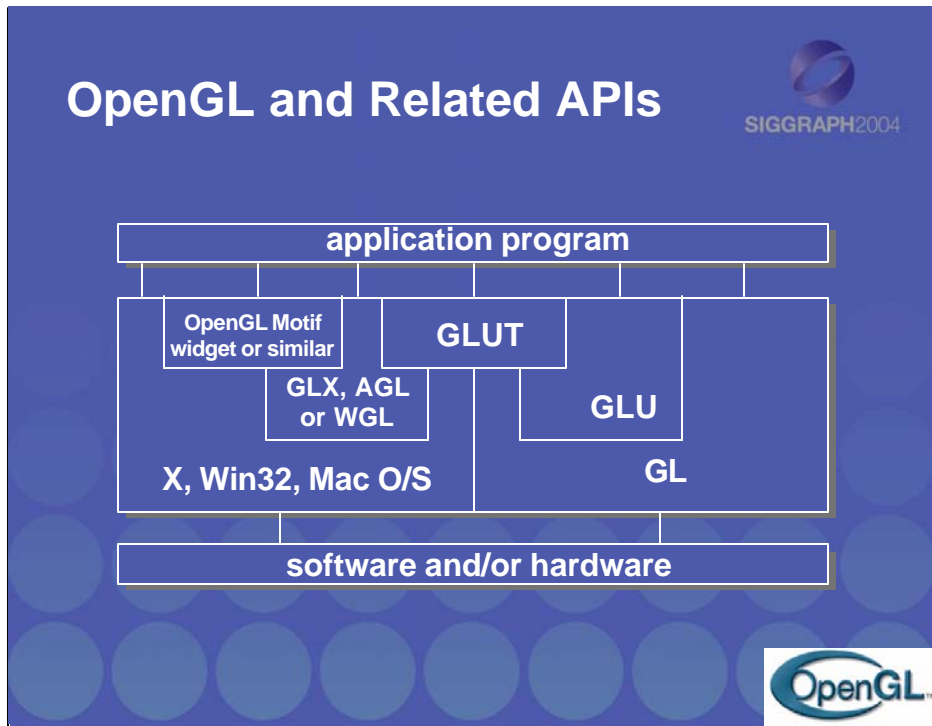 OpenGL and Related APIs
SIGGRAPH2004
application program
OpenGL Motif
widget or similar
GLUT
GLX, AGL
or WGL
GLU
X, Win32, Mac O/S
GL
software and/or hardware
OpenGL™